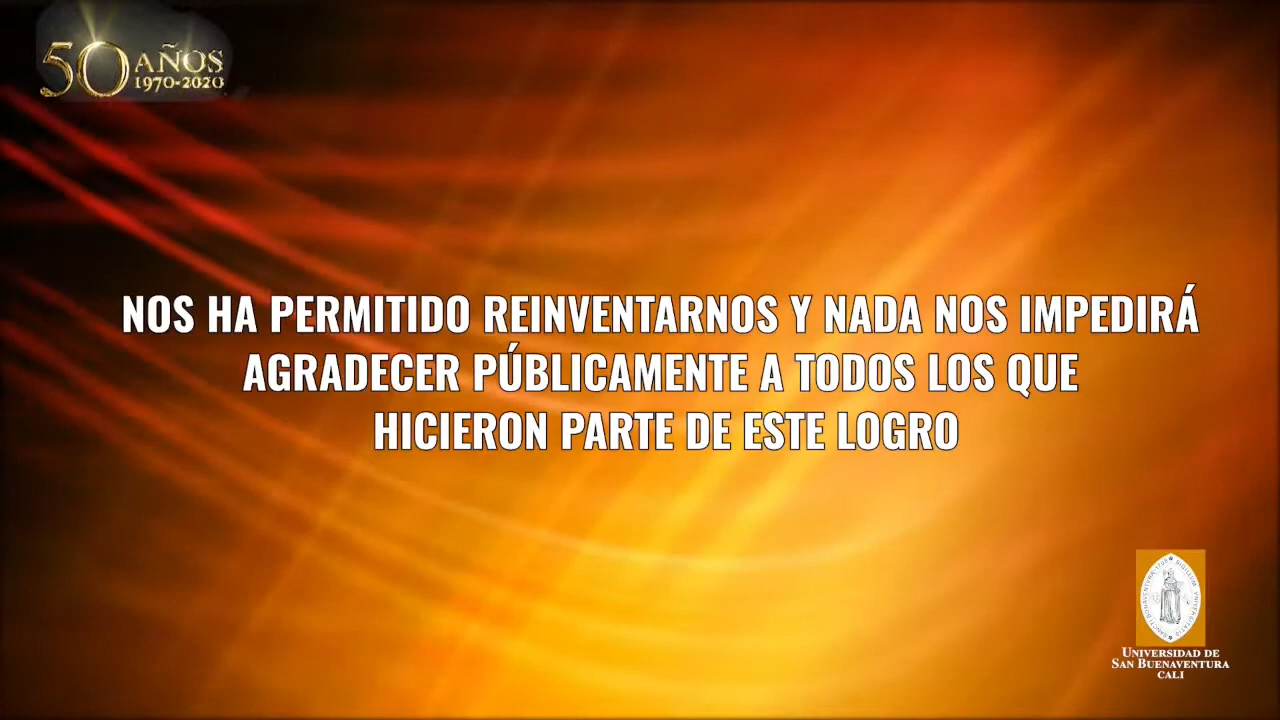 50 AÑOS
1970-2020
NOS HA PERMITIDO REINVENTARNOS Y NADA NOS IMPEDIRÁ
AGRADECER PÚBLICAMENTE A TODOS LOS QUE
HICIERON PARTE DE ESTE LOGRO
UNIVERSIDAD DE
SAN BUENAVENTURA
CALI